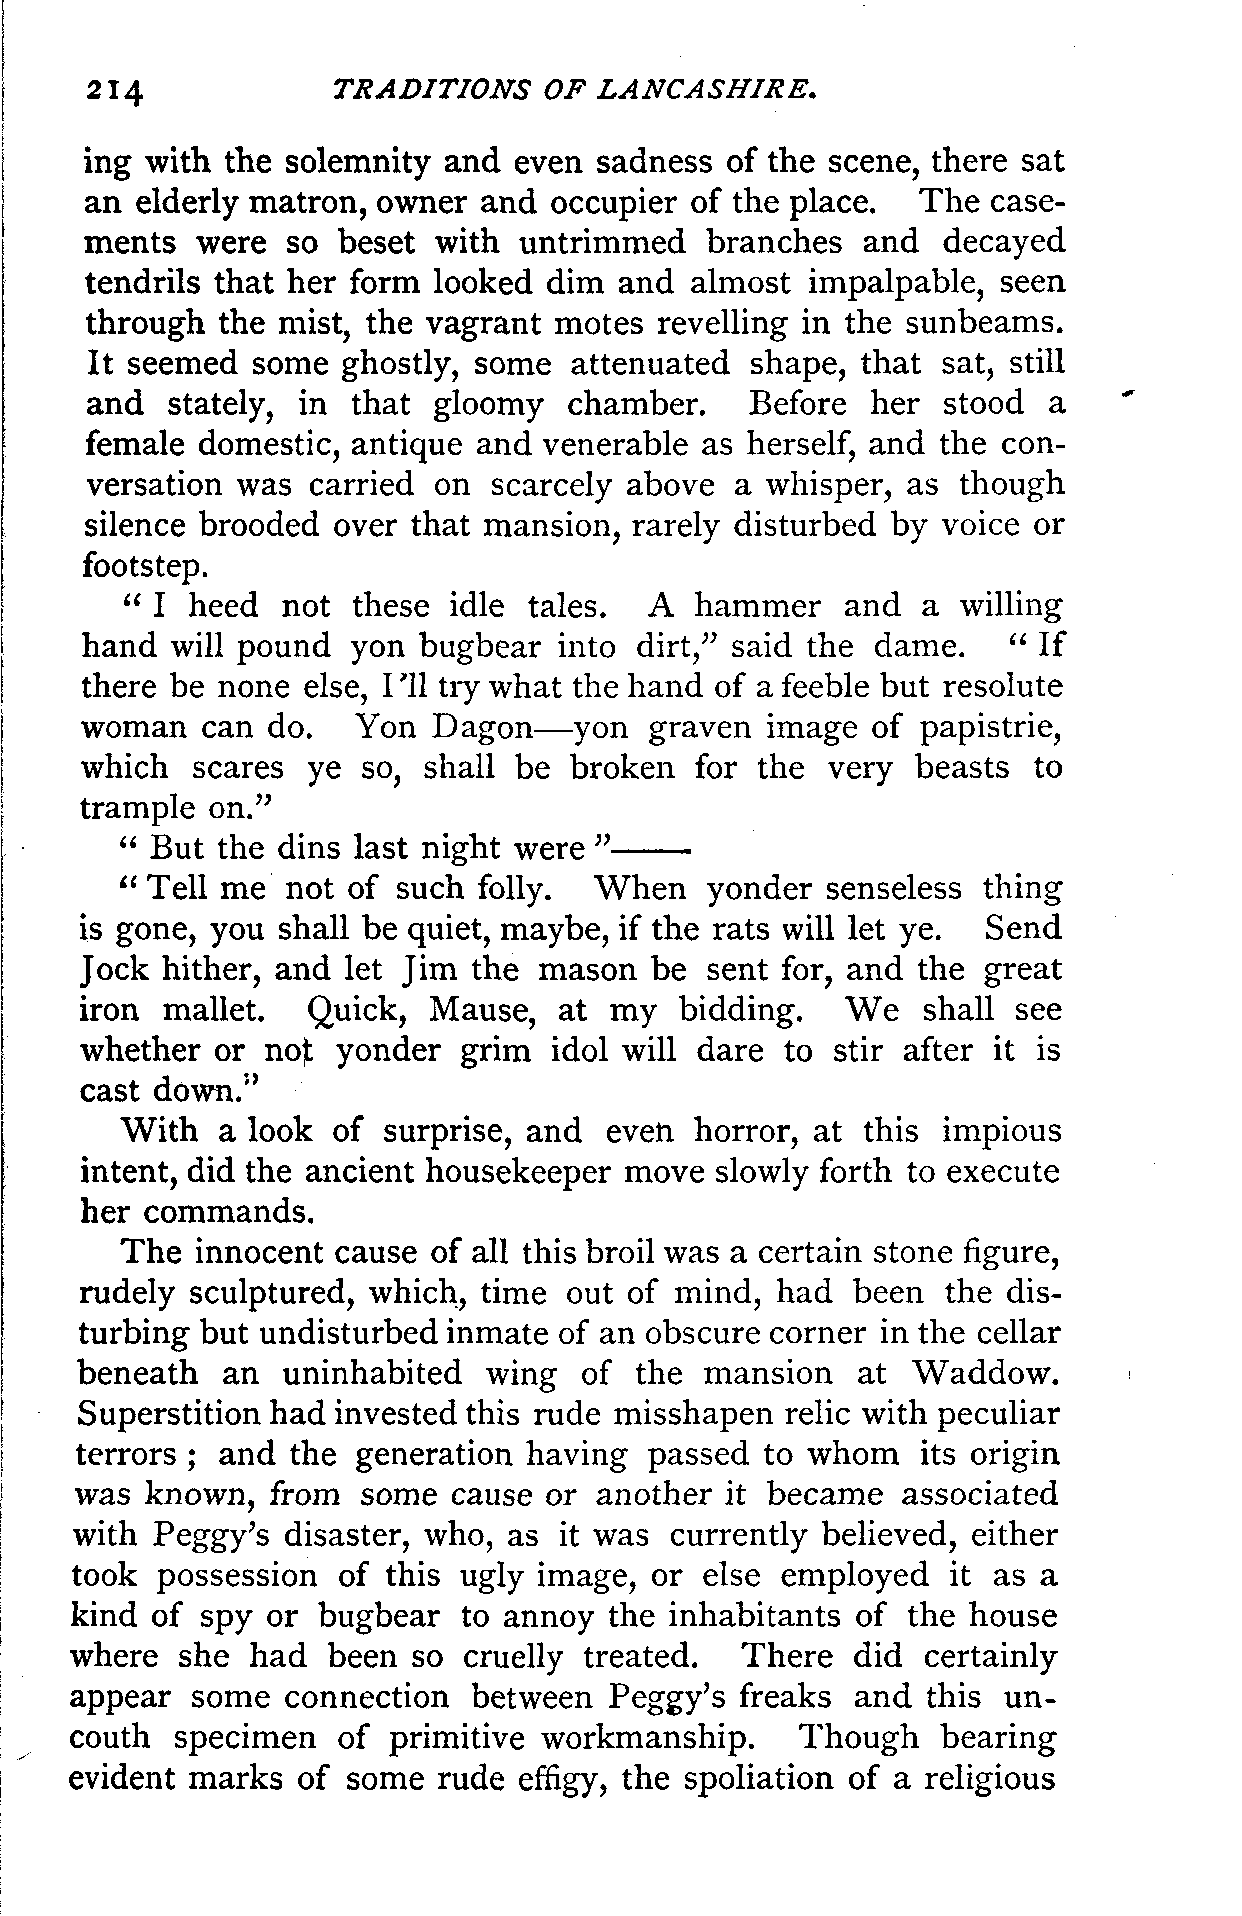 214 TRADITIONS OF LANCASHIRE.
ing with the solemnity and even sadness of the scene, there sat
an elderly matron, owner and occupier of the place. The case-
ments were so beset with untrimmed branches and decayed
tendrils that her form looked dim and almost impalpable, seen
through the mist, the vagrant motes revelling in the sunbeams.
It seemed some ghostly, some attenuated shape, that sat, still
and stately, in that gloomy chamber. Before her stood a
female domestic, antique and venerable as herself, and the con-
versation was carried on scarcely above a whisper, as though
silence brooded over that mansion, rarely disturbed by voice or
footstep.
“ I heed not these idle tales. A hammer and a willing
hand will pound yon bugbear into dirt,” said the dame. “ If
there be none else, I'll try what the hand of a feeble but resolute
woman can do. Yon Dagon—yon graven image of papistrie,
which scares ye so, shall be broken for the very beasts to
trample on.”
“ But the dins last night were ”——
“ Tell me not of such folly. When yonder senseless thing
is gone, you shall be quiet, maybe, if the rats will let ye. Send
Jock hither, and let Jim the mason be sent for, and the great
iron mallet. Quick, Mause, at my bidding. We shall see
whether or not yonder grim idol will dare to stir after it is
cast down.”
With a look of surprise, and even horror, at this impious
intent, did the ancient housekeeper move slowly forth to execute
her commands.
The innocent cause of all this broil was a certain stone figure,
rudely sculptured, which, time out of mind, had been the dis-
turbing but undisturbed inmate of an obscure corner in the cellar
beneath an uninhabited wing of the mansion at Waddow.
Superstition had invested this rude misshapen relic with peculiar
terrors ; and the generation having passed to whom its origin
was known, from some cause or another it became associated
with Peggy's disaster, who, as it was currently believed, either
took possession of this ugly image, or else employed it as a
kind of spy or bugbear to annoy the inhabitants of the house
where she had been so cruelly treated. There did certainly
appear some connection between Peggy's freaks and this un-
couth specimen of primitive workmanship. Though bearing
evident marks of some rude effigy, the spoliation of a religious